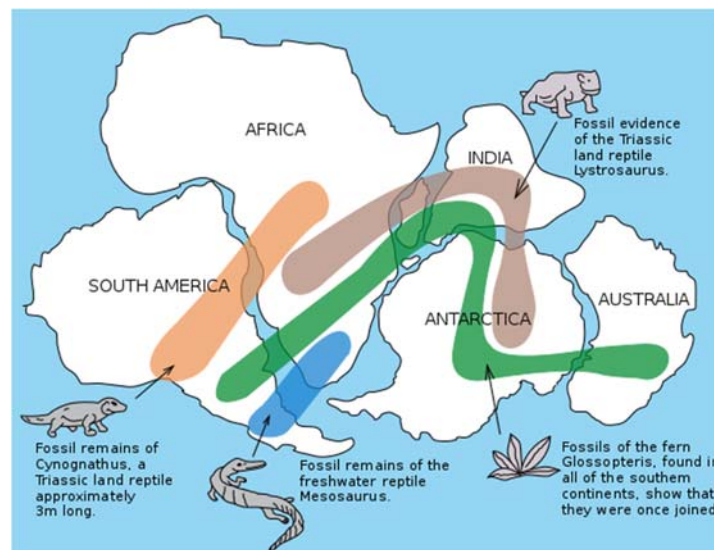 AFRICA
INDIA
SOUTH AMERICA
ANTARCTICA
AUSTRALIA
Fossil evidence
of the Triassic
land reptile
Lystrosaurus.
Fossil remains of
Cynognathus, a
Triassic land reptile
approximately
3m long.
Fossil remains of the
freshwater reptile
Mesosaurus.
Fossils of the fern
Glossopteris, found in
all of the southern
continents, show that
they were once joined